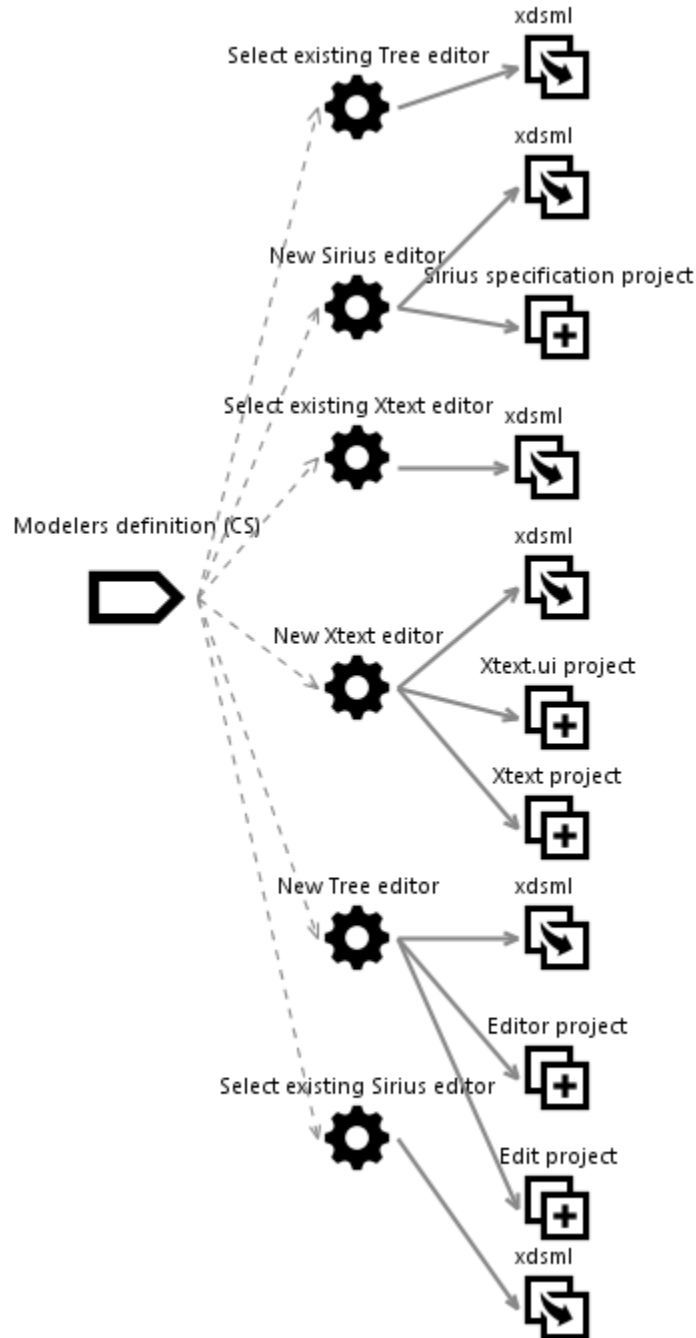 xdsml
Select existing Tree editor
xdsml
New Sirius editor
Sirius specification project
Select existing Xtext editor
xdsml
Modelers definition (CS)
xdsml
New Xtext editor
Xtext.ui project
Xtext project
New Tree editor
xdsml
Editor project
Select existing Sirius editor
Edit project
xdsml